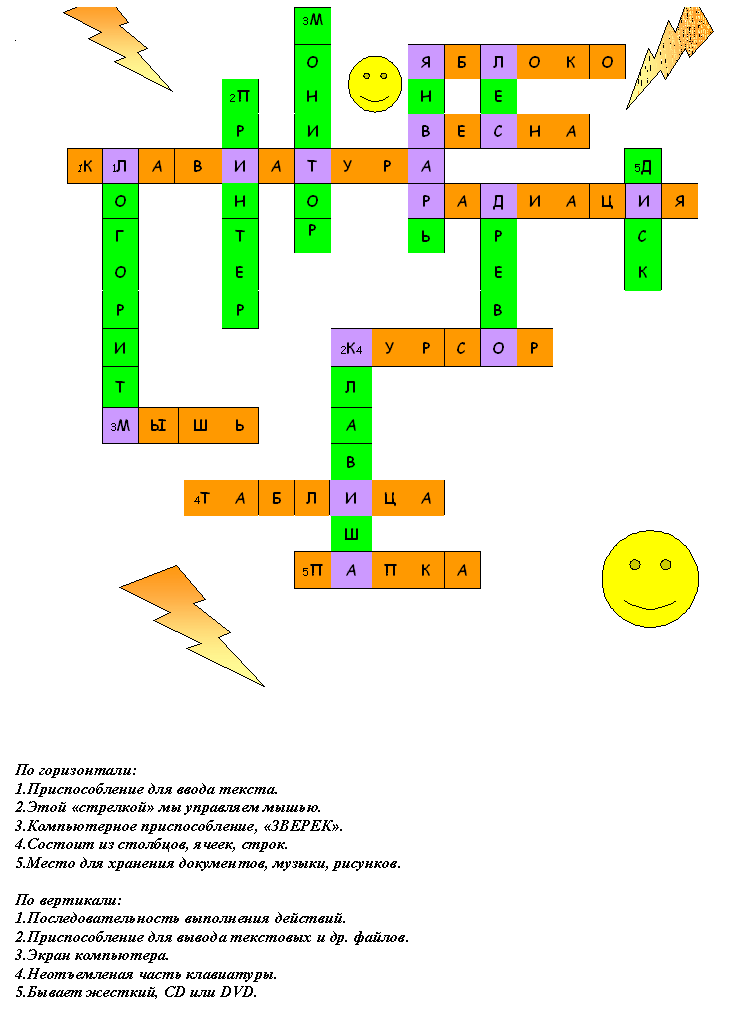 3М
О Я Б Л О К О
2П Н Н Е
Р И В Е С Н А
1К 1Л А В И А Т У Р А 5Д
О Н О Р А Д И А Ц И Я
Г Т Р Ь Р С
О Е Е К
Р Р В
И 2К4 У Р С О Р
Т Л
3М Ы Ш Ь А
В
4Т А Б Л И Ц А
Ш
5П А П К А
По горизонтали:
1.Приспособление для ввода текста.
2.Этой «стрелкой» мы управляем мышью.
3.Компьютерное приспособление, «ЗВЕРЕК».
4.Состоит из столбцов, ячеек, строк.
5.Место для хранения документов, музыки, рисунков.
По вертикали:
1.Последовательность выполнения действий.
2.Приспособление для вывода текстовых и др. файлов.
3.Экран компьютера.
4.Неотъемленая часть клавиатуры.
5.Бывает жесткий, CD или DVD.